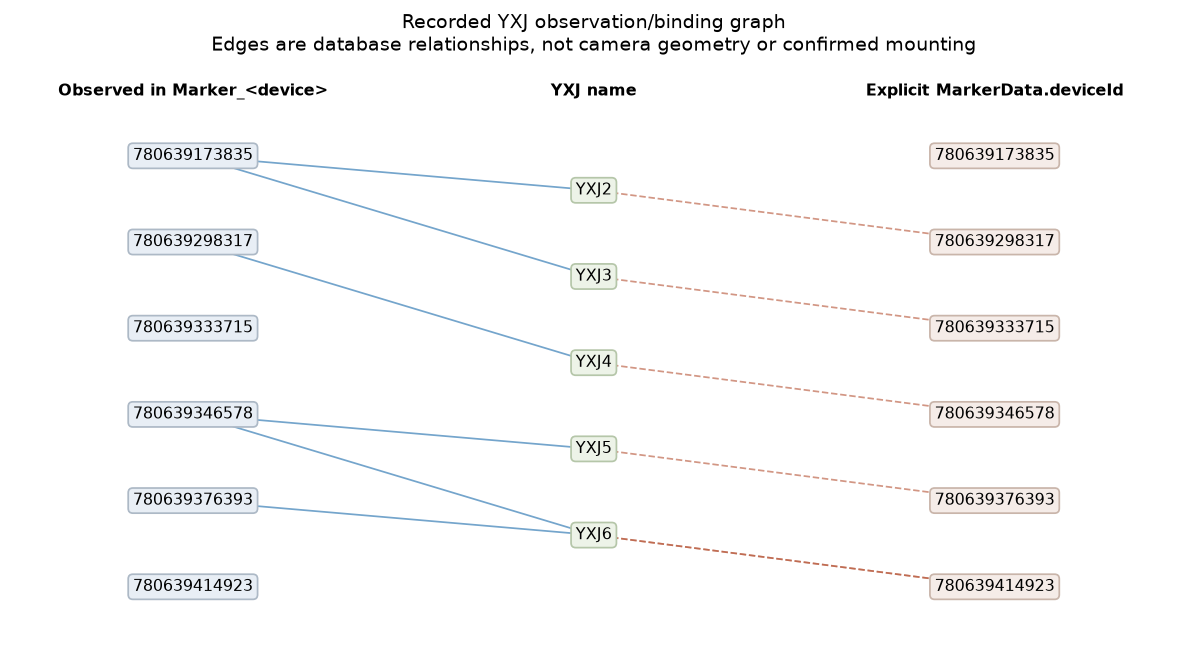 Recorded YXJ observation/binding graph
Edges are database relationships, not camera geometry or confirmed mounting
Observed in Marker_<device> YXJ name Explicit MarkerData.deviceId
780639173835 780639173835
YXJ2
780639298317 780639298317
YXJ3
780639333715 780639333715
YXJ4
780639346578 780639346578
YXJ5
780639376393 780639376393
YXJ6
780639414923 780639414923